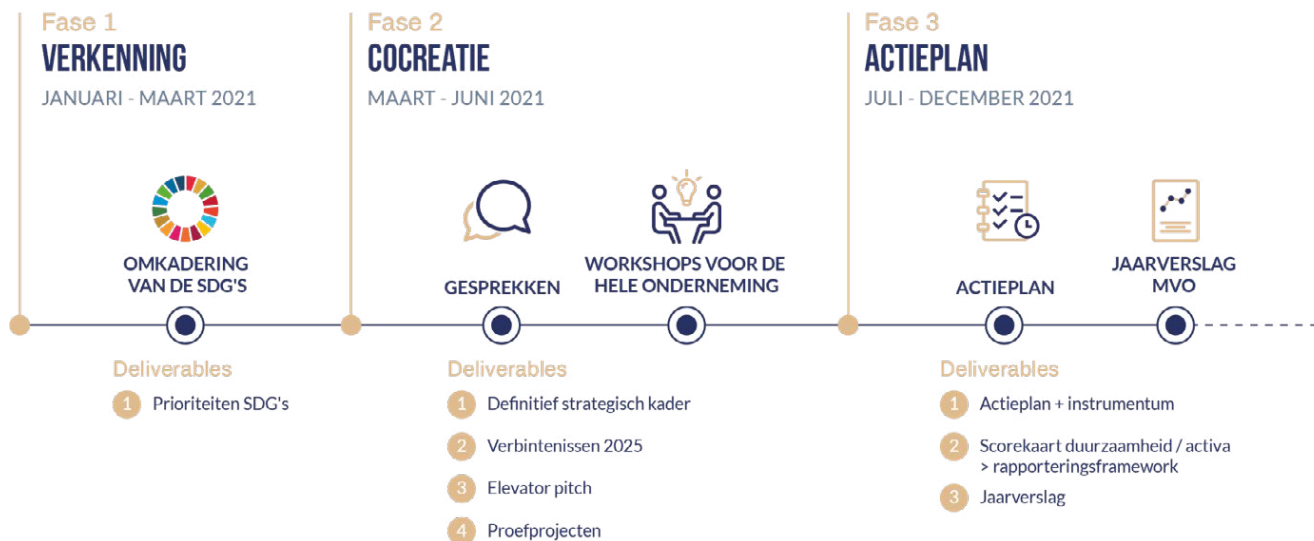 Fase 1
VERKENNING
JANUARI - MAART 2021
OMKADERING
VAN DE SDG'S
Deliverables
1 Prioriteiten SDG's
Fase 2
COCREATIE
MAART - JUNI 2021
GESPREKKEN
WORKSHOPS VOOR DE
HELE ONDERNEMING
Deliverables
1 Definitief strategisch kader
2 Verbintenissen 2025
3 Elevator pitch
4 Proefprojecten
Fase 3
ACTIEPLAN
JULI - DECEMBER 2021
ACTIEPLAN
JAARVERSLAG
MVO
Deliverables
1 Actieplan + instrumentum
2 Scorekaart duurzaamheid / activa
> rapporteringsframework
3 Jaarverslag